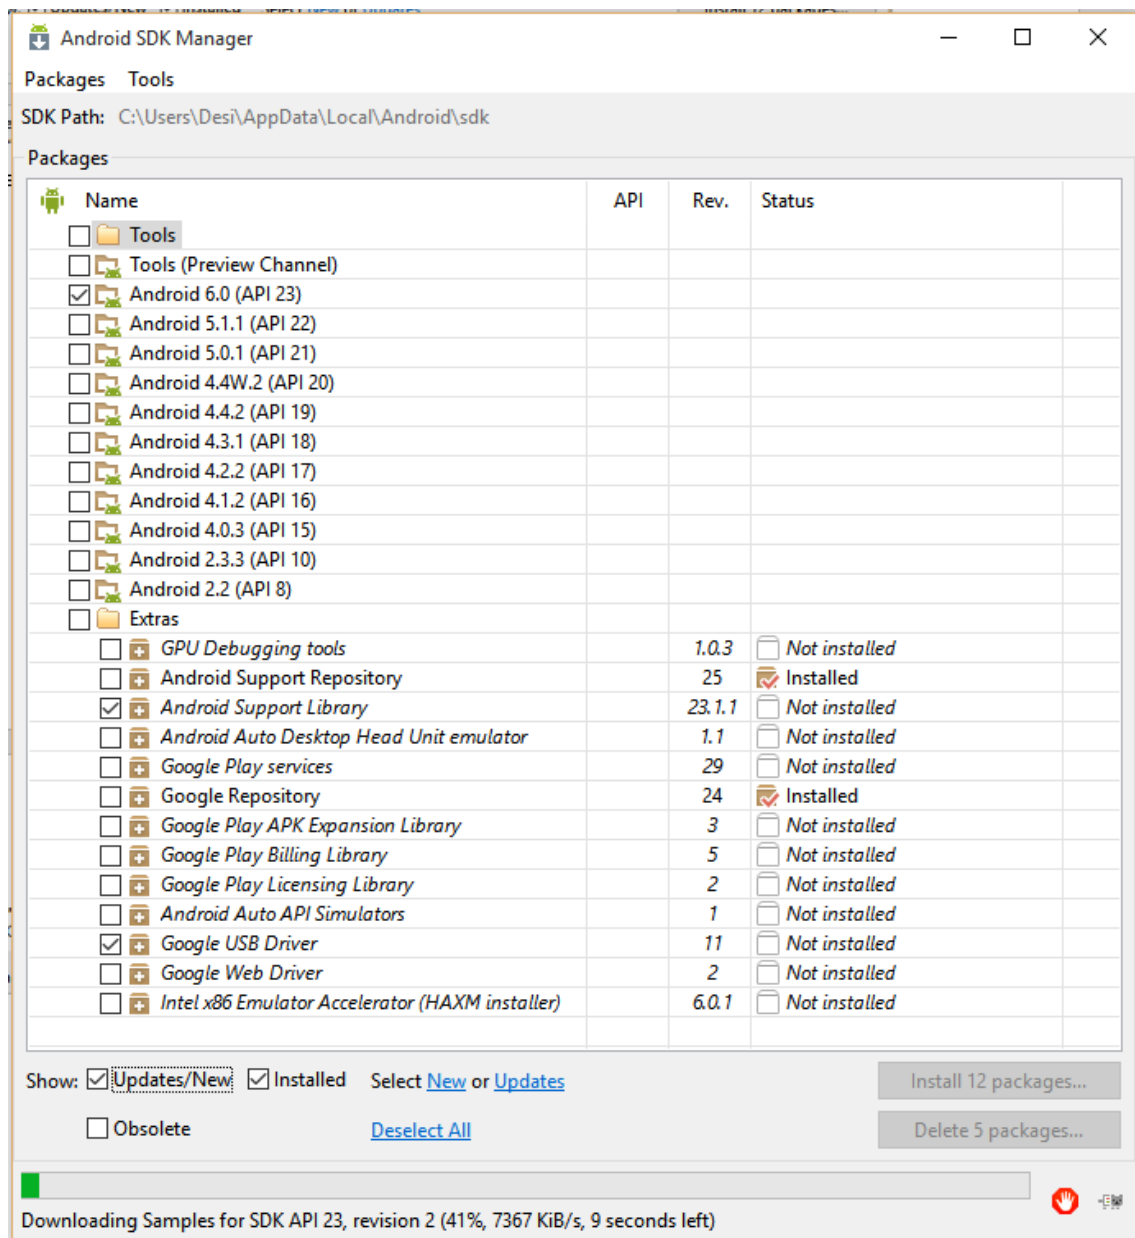 Android SDK Manager
Packages Tools
SDK Path: C:\Users\Desi\AppData\Local\Android\sdk
Packages
Name API Rev. Status
Tools
Tools (Preview Channel)
Android 6.0 (API 23)
Android 5.1.1 (API 22)
Android 5.0.1 (API 21)
Android 4.4W.2 (API 20)
Android 4.4.2 (API 19)
Android 4.3.1 (API 18)
Android 4.2.2 (API 17)
Android 4.1.2 (API 16)
Android 4.0.3 (API 15)
Android 2.3.3 (API 10)
Android 2.2 (API 8)
Extras
GPU Debugging tools 1.0.3 Not installed
Android Support Repository 25 Installed
Android Support Library 23.1.1 Not installed
Android Auto Desktop Head Unit emulator 1.1 Not installed
Google Play services 29 Not installed
Google Repository 24 Installed
Google Play APK Expansion Library 3 Not installed
Google Play Billing Library 5 Not installed
Google Play Licensing Library 2 Not installed
Android Auto API Simulators 1 Not installed
Google USB Driver 11 Not installed
Google Web Driver 2 Not installed
Intel x86 Emulator Accelerator (HAXM installer) 6.0.1 Not installed
Show: Updates/New Installed Select New or Updates Install 12 packages...
Obsolete Deselect All Delete 5 packages...
Downloading Samples for SDK API 23, revision 2 (41%, 7367 KiB/s, 9 seconds left)